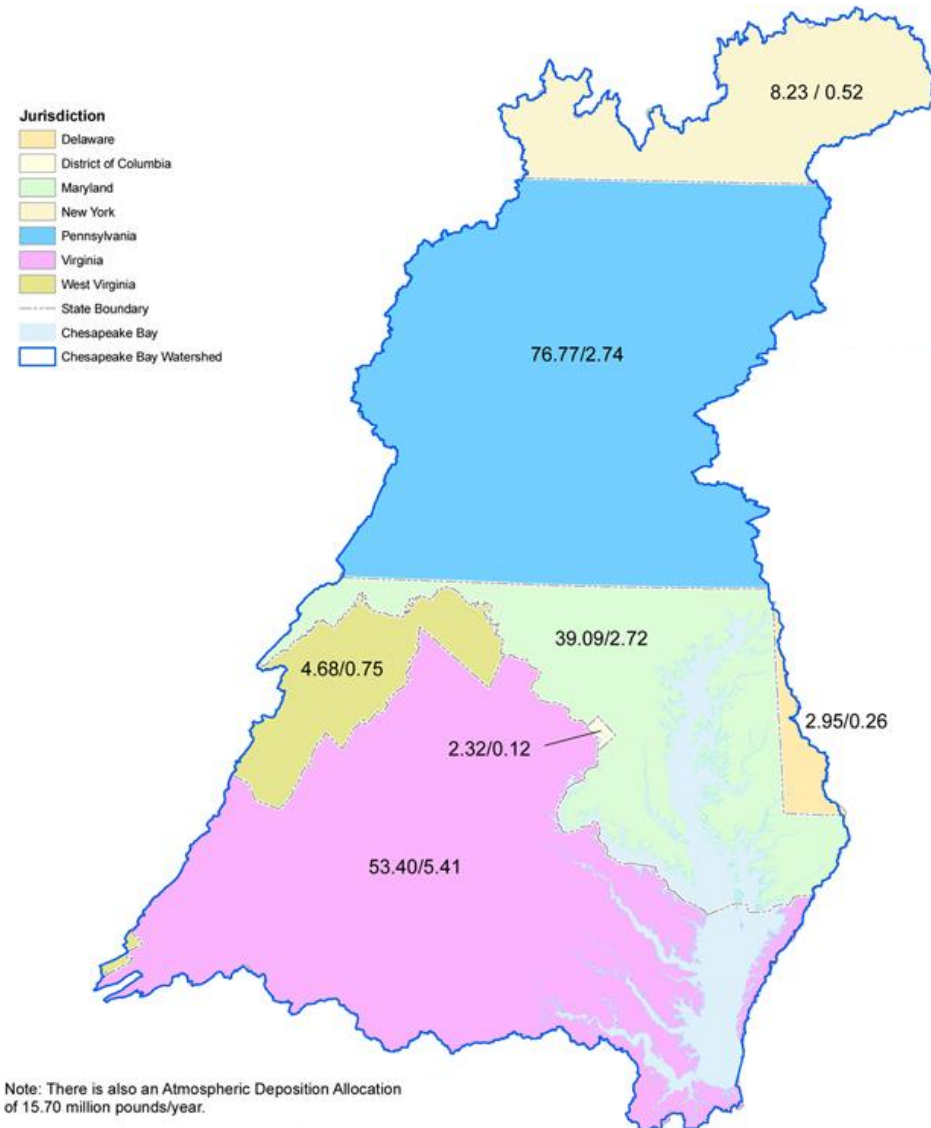 Jurisdiction
Delaware
District of Columbia
Maryland
New York
Pennsylvania
Virginia
West Virginia
State Boundary
Chesapeake Bay
Chesapeake Bay Watershed
8.23 / 0.52
76.77/2.74
39.09/2.72
4.68/0.75
2.95/0.26
2.32/0.12
53.40/5.41
Note: There is also an Atmospheric Deposition Allocation
of 15.70 million pounds/year.